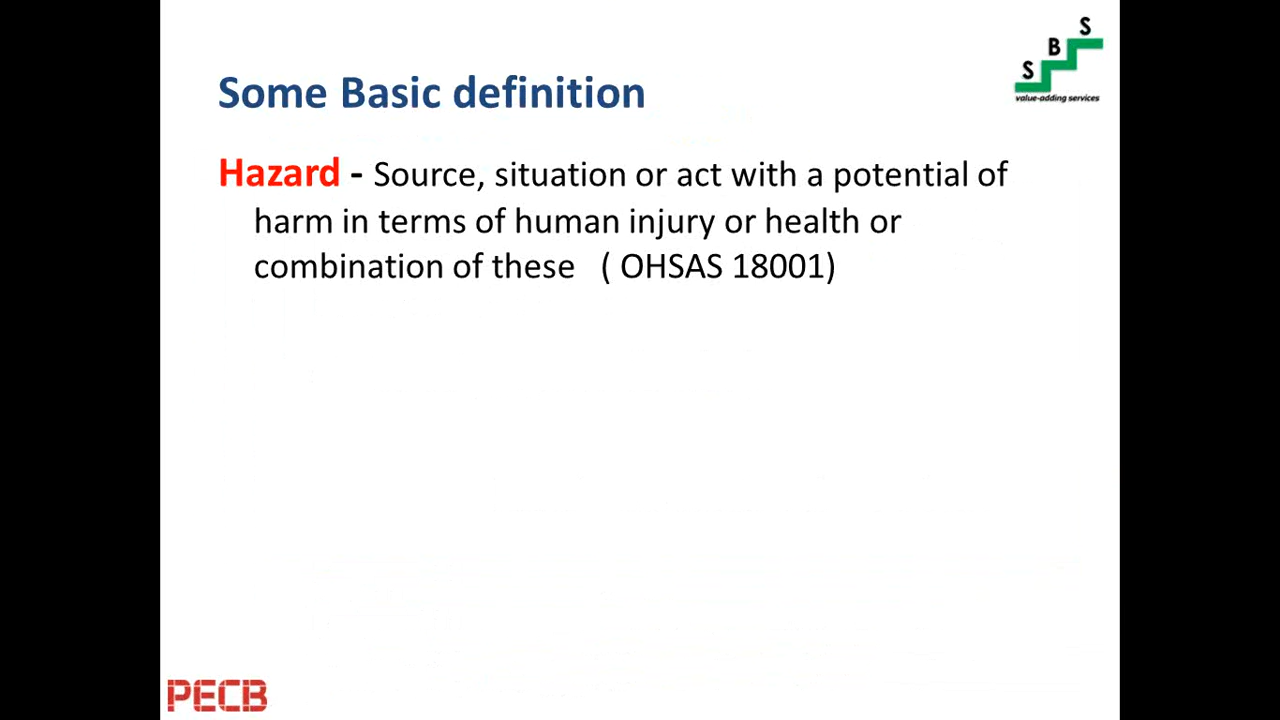 S
B
S
value-adding services
Some Basic definition
Hazard - Source, situation or act with a potential of
harm in terms of human injury or health or
combination of these ( OHSAS 18001)
PECB